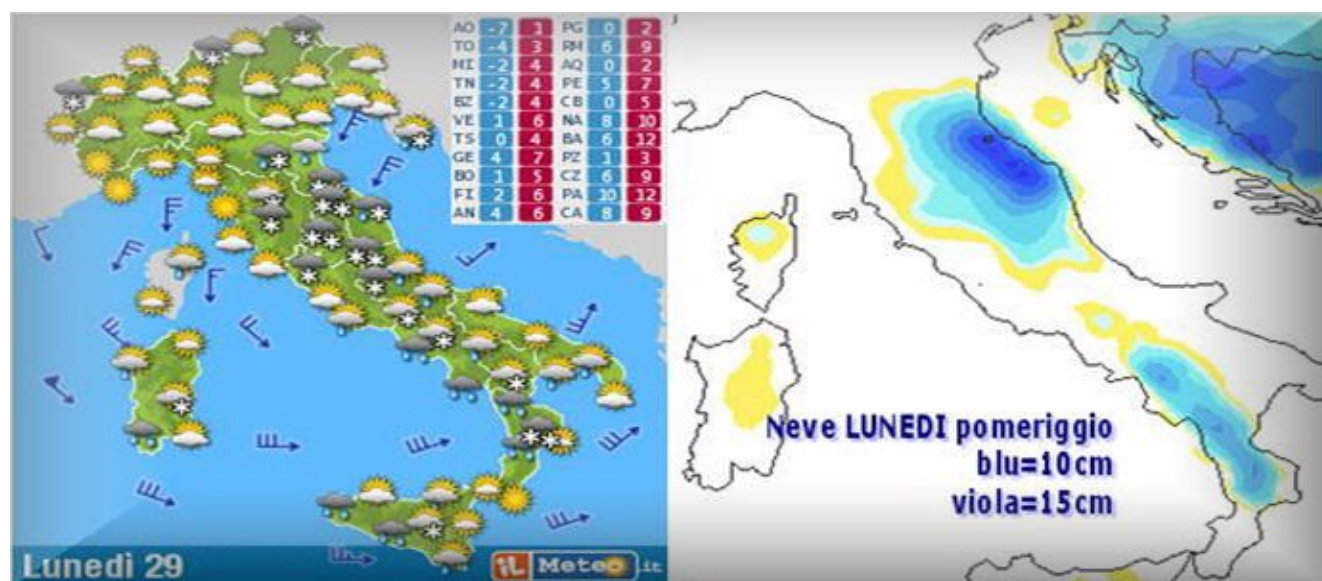 AO -7 1 PG 0 2
TO -4 3 RM 6 9
MI -2 4 AQ 0 2
TN -2 4 PE 5 7
BZ -2 4 CB 0 5
VE 1 6 NA 8 10
TS 0 4 BA 6 12
GE 4 7 PZ 1 3
BO 1 5 CZ 6 9
FI 2 6 PA 10 12
AN 4 6 CA 8 9
Lunedì 29
iL Meteo.it
Neve LUNEDI pomeriggio
blu=10cm
viola=15cm